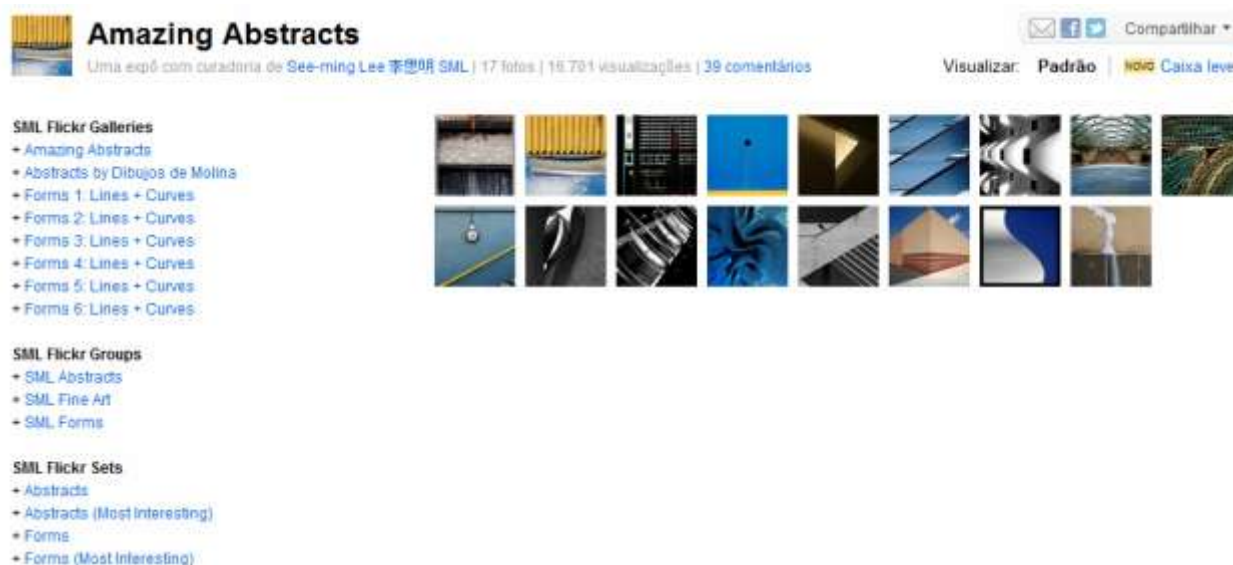 Amazing Abstracts
Compartilhar
Uma expô com curadoria de See-ming Lee 李思明 SML | 17 fotos | 16.701 visualizações | 39 comentários
Visualizar: Padrão | NOVO Caixa leve
SML Flickr Galleries
+ Amazing Abstracts
+ Abstracts by Dibujos de Molina
+ Forms 1: Lines + Curves
+ Forms 2: Lines + Curves
+ Forms 3: Lines + Curves
+ Forms 4: Lines + Curves
+ Forms 5: Lines + Curves
+ Forms 6: Lines + Curves
SML Flickr Groups
+ SML Abstracts
+ SML Fine Art
+ SML Forms
SML Flickr Sets
+ Abstracts
+ Abstracts (Most Interesting)
+ Forms
+ Forms (Most Interesting)